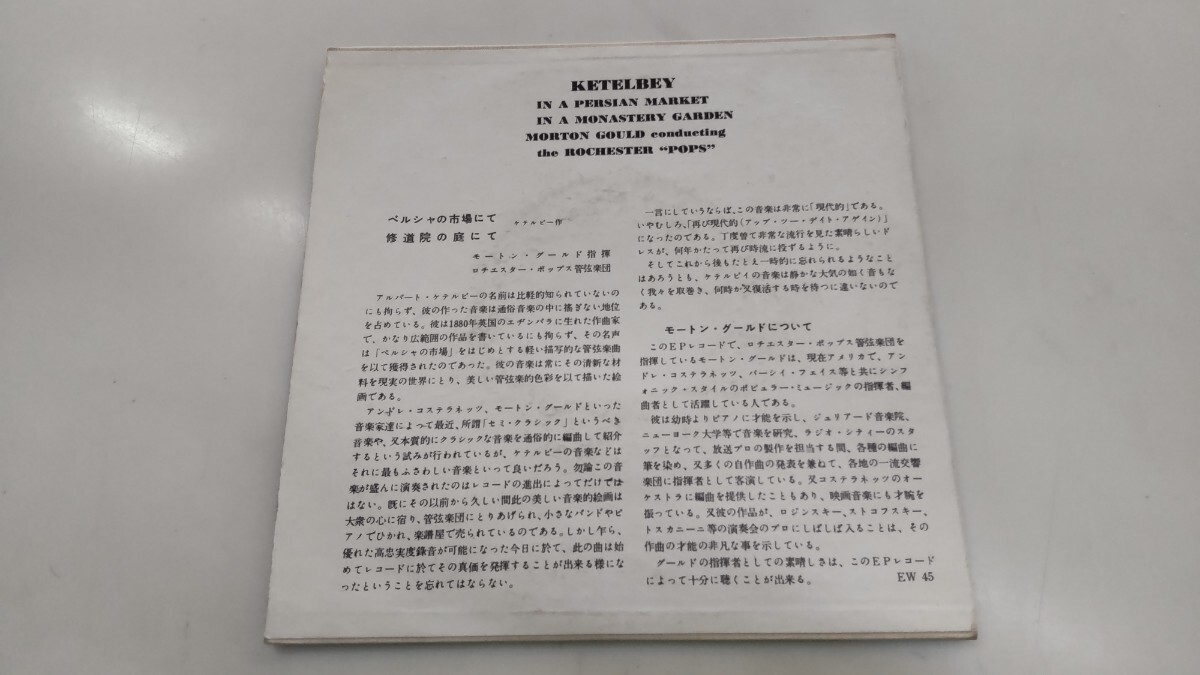 KETELBEY
IN A PERSIAN MARKET
IN A MONASTERY GARDEN
MORTON GOULD conducting
the ROCHESTER “POPS”
ペルシャの市場にて ケテルビー作
修道院の庭にて
モートン・グールド指揮
ロチエスター・ポップス管弦楽団
アルバート・ケテルビーの名前は比較的知られていないの
にも拘らず、彼の作った音楽は通俗音楽の中に搖ぎない地位
を占めている。彼は1880年英国のエヂンバラに生れた作曲家
で、かなり広範囲の作品を書いているにも拘らず、その名声
は「ペルシャの市場」をはじめとする軽い描写的な管弦楽曲
を以て獲得されたのであった。彼の音楽は常にその清新な材
料を現実の世界にとり、美しい管弦楽的色彩を以て描いた絵
画である。
アンドレ・コステラネッツ、モートン・グールドといった
音楽家達によって最近、所謂「セミ・クラシック」というべき
音楽や、又本質的にクラシックな音楽を通俗的に編曲して紹介
するという試みが行われているが、ケテルビーの音楽などは
それに最もふさわしい音楽といって良いだろう。勿論この音
楽が盛んに演奏されたのはレコードの進出によってだけでは
はない。既にその以前から久しい間此の美しい音楽的絵画は
大衆の心に宿り、管弦楽団にとりあげられ、小さなバンドやピ
アノでひかれ、楽譜屋で売られているのである。しかし乍ら、
優れた高忠実度録音が可能になった今日に於て、此の曲は始
めてレコードに於てその真価を発揮することが出来る様にな
ったということを忘れてはならない。
一言にしていうならば、この音楽は非常に「現代的」である。
いやむしろ、「再び現代的（アップ・ツー・デイト・アゲイン）」
になったのである。丁度曽て非常な流行を見た素晴らしいド
レスが、何年かたって再び時流に投ずるように。
そしてこれから後もたとえ一時的に忘れられるようなこと
はあろうとも、ケテルビイの音楽は静かな大気の如く音もな
く我々を取巻き、何時か又復活する時を待つに違いないので
ある。
モートン・グールドについて
このＥＰレコードで、ロチエスター・ポップス管弦楽団を
指揮しているモートン・グールドは、現在アメリカで、アン
ドレ・コステラネッツ、パーシイ・フェイス等と共にシンフ
ォニック・スタイルのポピュラー・ミュージックの指揮者、編
曲者として活躍している人である。
彼は幼時よりピアノに才能を示し、ジュリアード音楽院、
ニューヨーク大学等で音楽を研究、ラジオ・シティーのスタ
ッフとなって、放送プロの製作を担当する間、各種の編曲に
筆を染め、又多くの自作曲の発表を兼ねて、各地の一流交響
楽団に指揮者として客演している。又コステラネッツのオー
ケストラに編曲を提供したこともあり、映画音楽にも才腕を
振っている。又彼の作品が、ロジンスキー、ストコフスキー、
トスカニーニ等の演奏会のプロにしばしば入ることは、その
作曲の才能の非凡な事を示している。
グールドの指揮者としての素晴しさは、このＥＰレコード
によって十分に聴くことが出来る。
EW 45